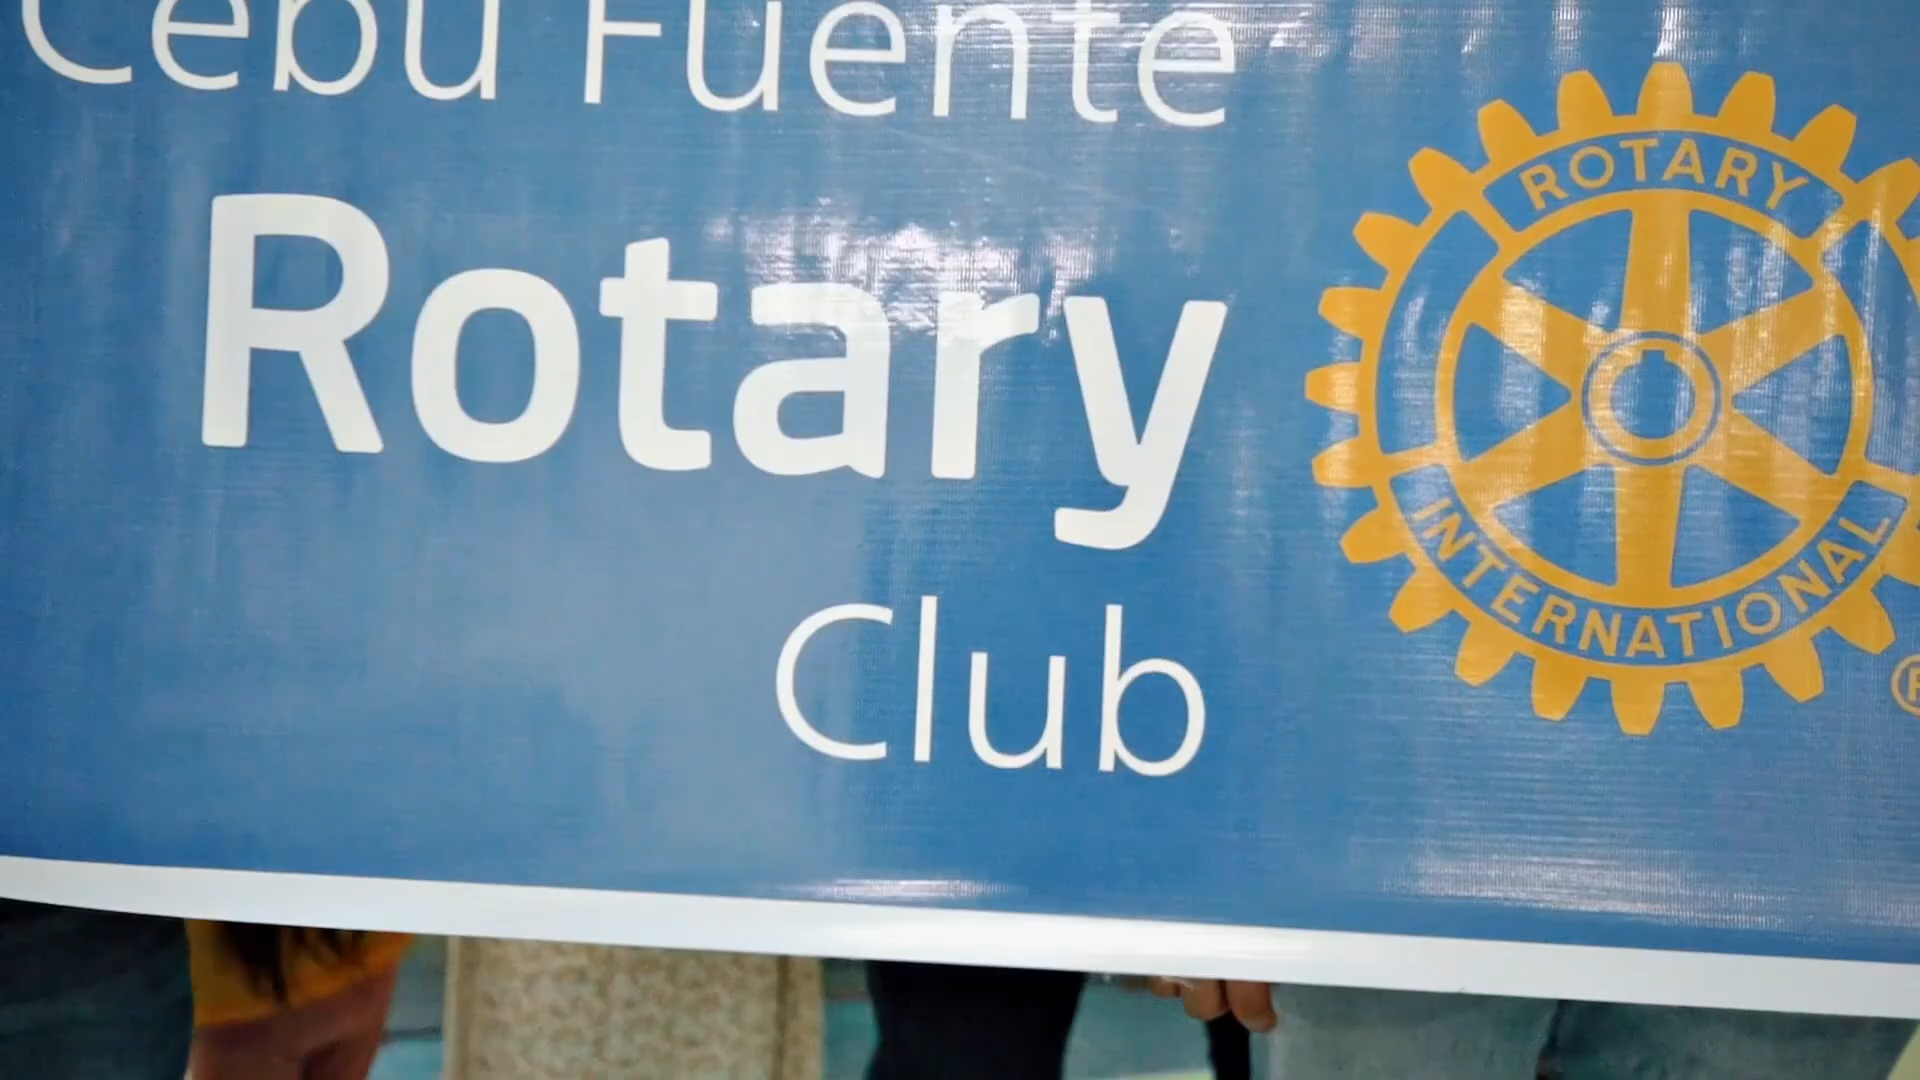 Cebu Fuente
Rotary
Club
ROTARY
INTERNATIONAL
®